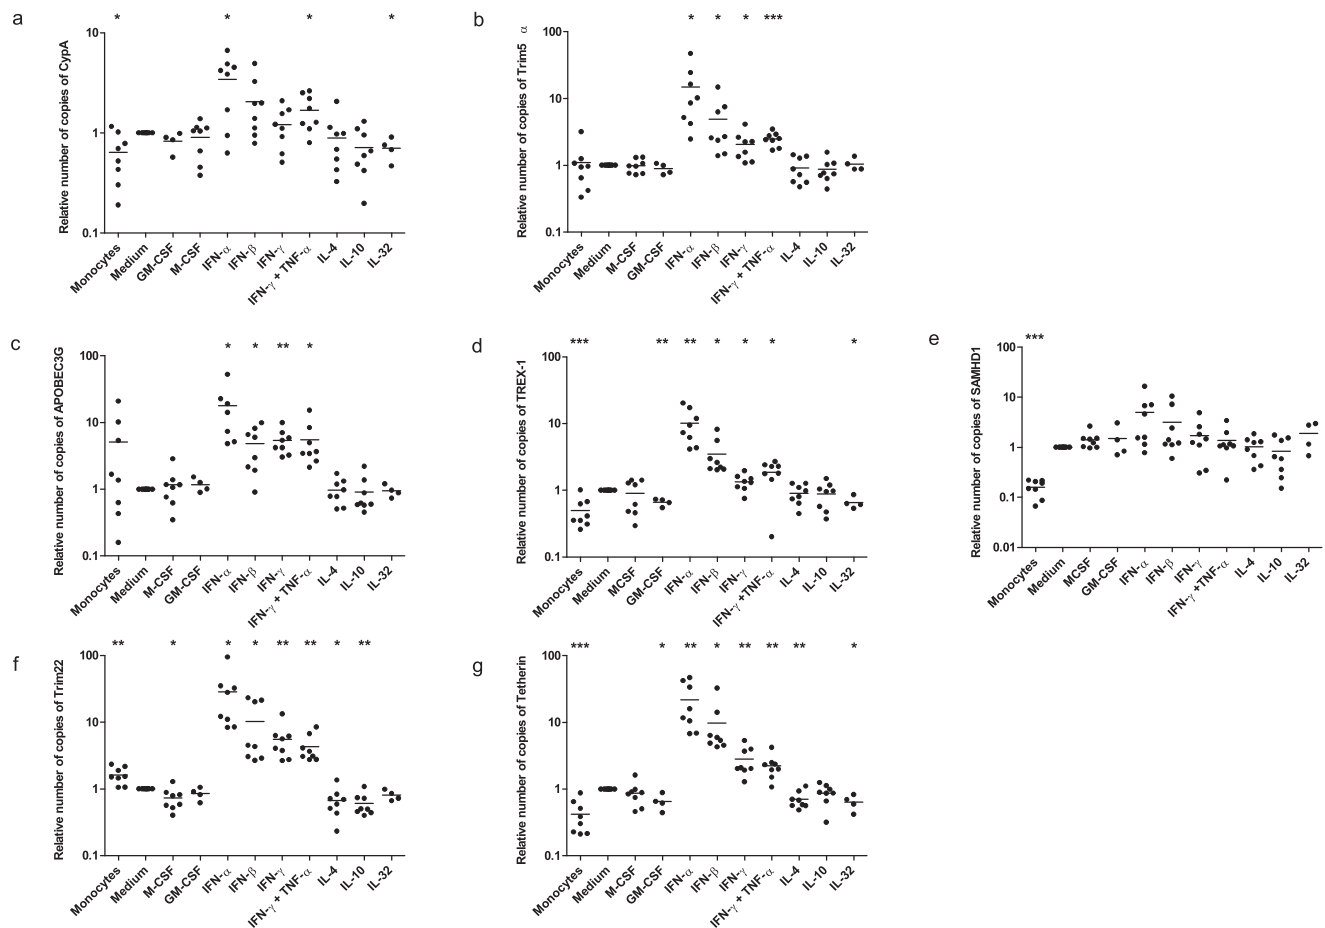 a
* * * *
Relative number of copies of CypA
10
1
0.1
Monocytes
Medium
GM-CSF
M-CSF
IFN-α
IFN-β
IFN-γ
IFN-γ + TNF-α
IL-4
IL-10
IL-32
b
* * * ***
Relative number of copies of Trim5 α
100
10
1
0.1
Monocytes
Medium
M-CSF
GM-CSF
IFN-α
IFN-β
IFN-γ
IFN-γ + TNF-α
IL-4
IL-10
IL-32
c
* * ** *
Relative number of copies of APOBEC3G
100
10
1
0.1
Monocytes
Medium
M-CSF
GM-CSF
IFN-α
IFN-β
IFN-γ
IFN-γ + TNF-α
IL-4
IL-10
IL-32
d
*** ** ** * * * *
Relative number of copies of TREX-1
100
10
1
0.1
Monocytes
Medium
MCSF
GM-CSF
IFN-α
IFN-β
IFN-γ
IFN-γ +TNF-α
IL-4
IL-10
IL-32
e
***
Relative number of copies of SAMHD1
100
10
1
0.1
0.01
Monocytes
Medium
MCSF
GM-CSF
IFN-α
IFN-β
IFN-γ
IFN-γ +TNF-α
IL-4
IL-10
IL-32
f
** * * * ** ** * **
Relative number of copies of Trim22
100
10
1
0.1
Monocytes
Medium
M-CSF
GM-CSF
IFN-α
IFN-β
IFN-γ
IFN-γ + TNF-α
IL-4
IL-10
IL-32
g
*** * ** * ** ** ** *
Relative number of copies of Tetherin
100
10
1
0.1
Monocytes
Medium
M-CSF
GM-CSF
IFN-α
IFN-β
IFN-γ
IFN-γ + TNF-α
IL-4
IL-10
IL-32